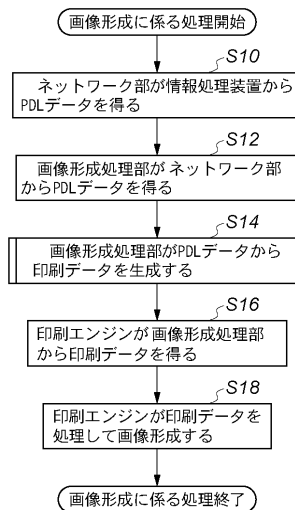 画像形成に係る処理開始
S10
ネットワーク部が情報処理装置から
PDLデータを得る
S12
画像形成処理部がネットワーク部
からPDLデータを得る
S14
画像形成処理部がPDLデータから
印刷データを生成する
S16
印刷エンジンが画像形成処理部
から印刷データを得る
S18
印刷エンジンが印刷データを
処理して画像形成する
画像形成に係る処理終了